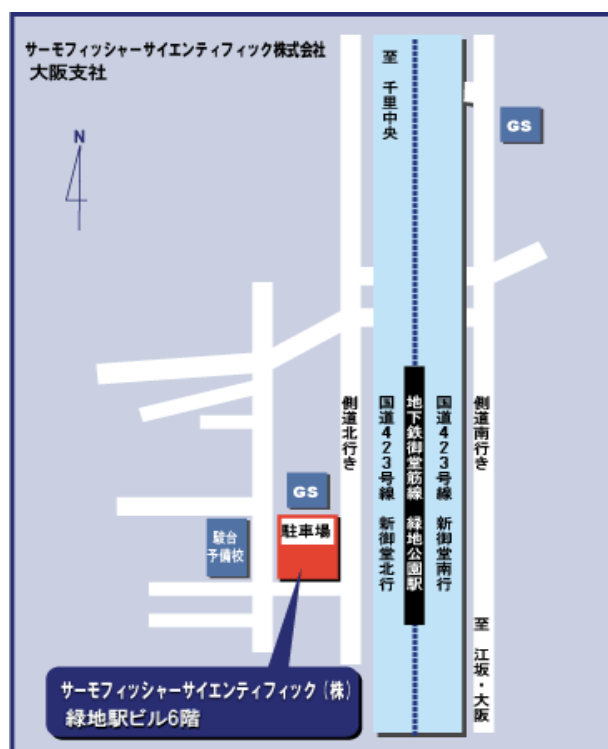 サーモフィッシャーサイエンティフィック株式会社
大阪支社
N
至 千里中央
GS
側道北行き
国道423号線 新御堂北行
地下鉄御堂筋線 緑地公園駅
国道423号線 新御堂南行
側道南行き
GS
駐車場
駿台
予備校
至 江坂・大阪
サーモフィッシャーサイエンティフィック（株）
緑地駅ビル6階